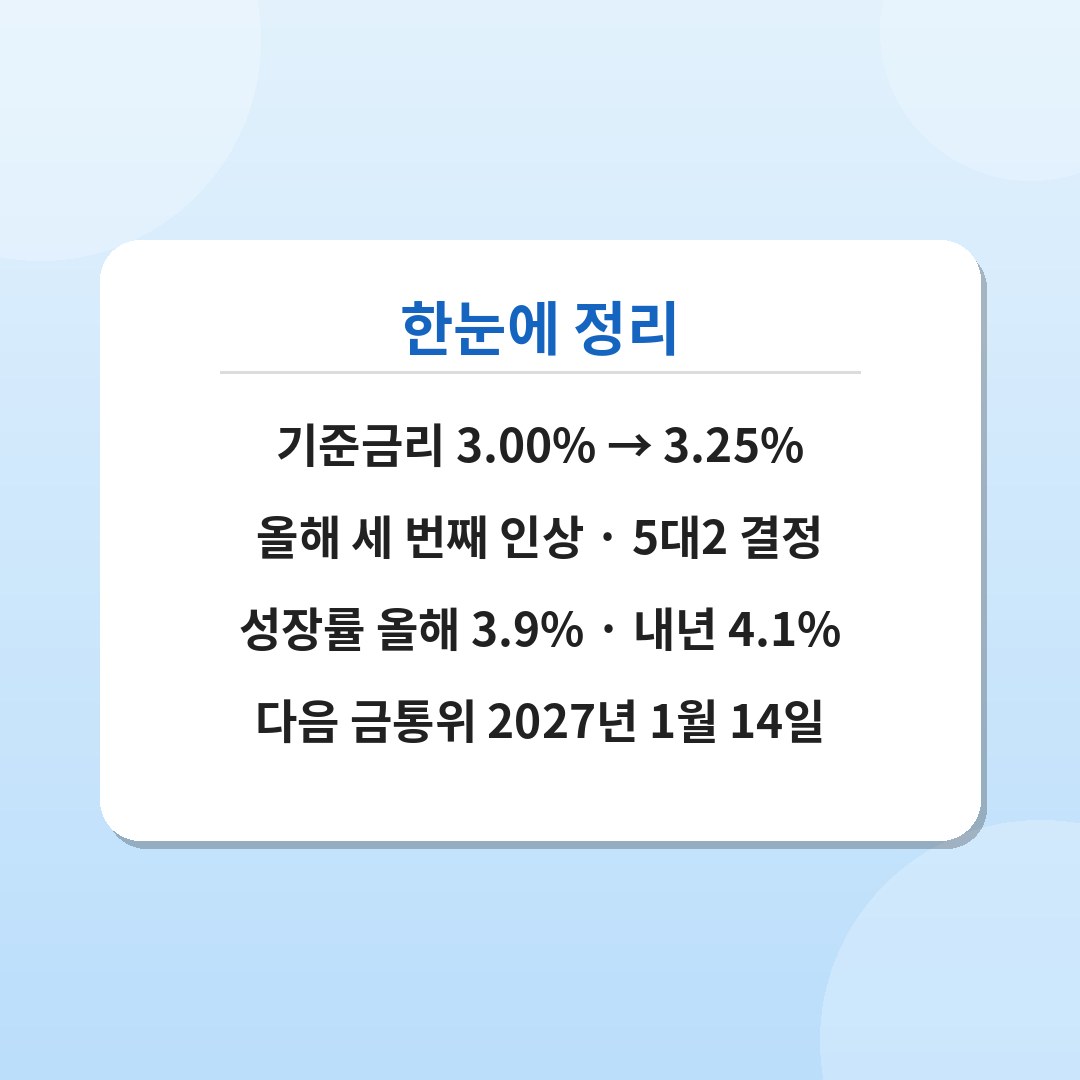 한눈에 정리
기준금리 3.00% → 3.25%
올해 세 번째 인상 · 5대2 결정
성장률 올해 3.9% · 내년 4.1%
다음 금통위 2027년 1월 14일